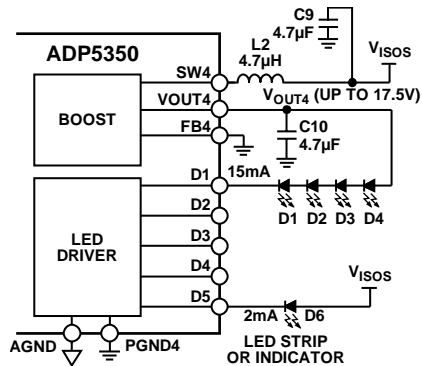 C9
4.7µF
L2
4.7µH
VISOS
ADP5350
SW4
VOUT4
VOUT4 (UP TO 17.5V)
BOOST
FB4
C10
4.7µF
D1
15mA
D2
D1 D2 D3 D4
LED
DRIVER
D3
D4
VISOS
D5
2mA D6
AGND
PGND4
LED STRIP
OR INDICATOR